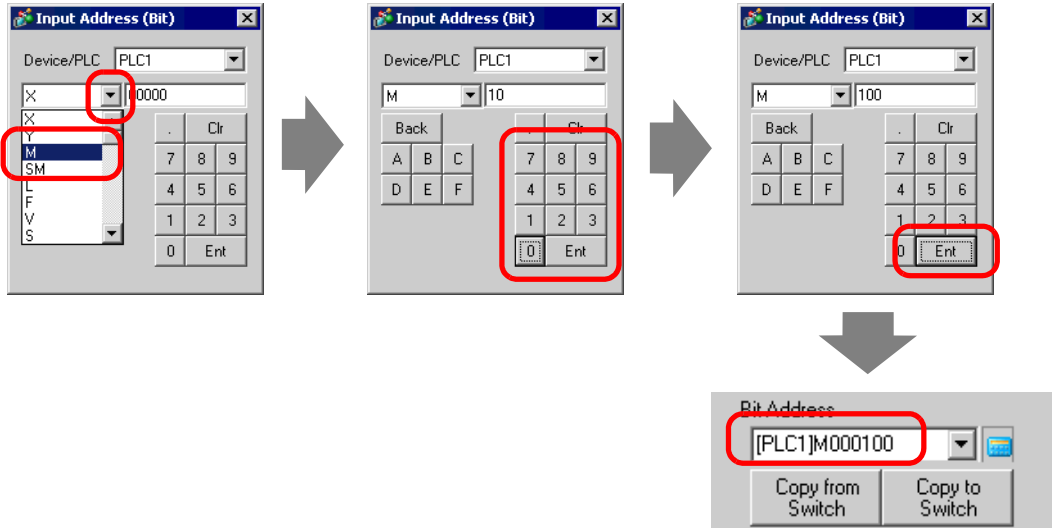 Input Address (Bit)
Device/PLC PLC1
X 00000
X
Y
M
SM
L
F
V
S
. Clr
7 8 9
4 5 6
1 2 3
0 Ent
Input Address (Bit)
Device/PLC PLC1
M 10
Back . Clr
A B C 7 8 9
D E F 4 5 6
1 2 3
0 Ent
Input Address (Bit)
Device/PLC PLC1
M 100
Back . Clr
A B C 7 8 9
D E F 4 5 6
1 2 3
0 Ent
Bit Address
[PLC1]M000100
Copy from
Switch
Copy to
Switch